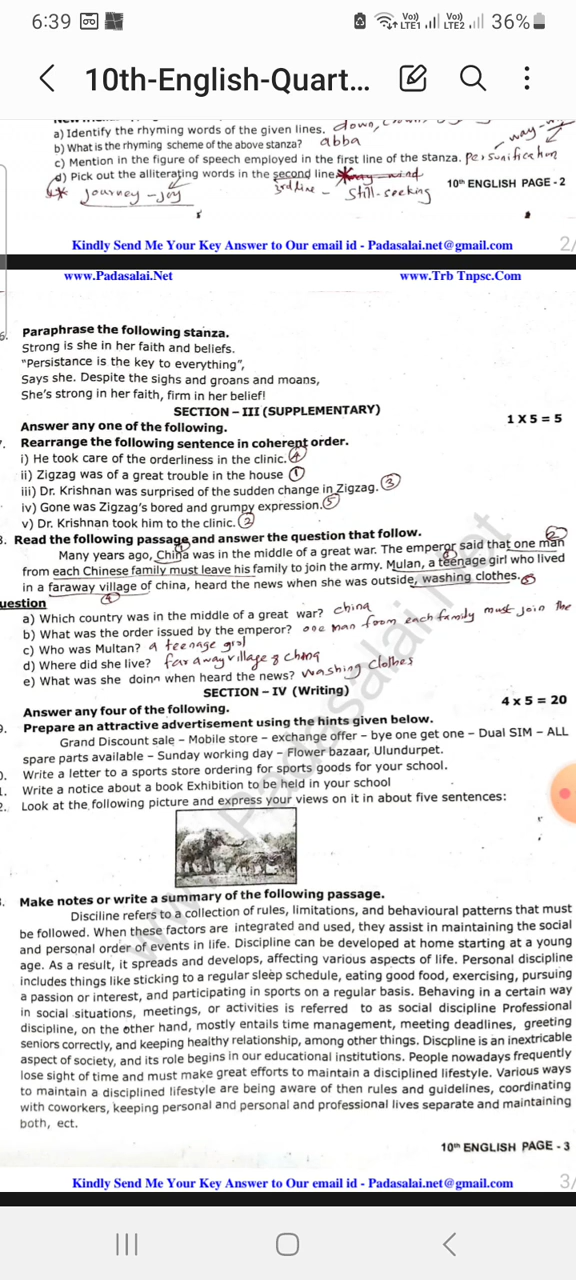 6:39 Vo) LTE1 Vo) LTE2 36%
10th-English-Quart...
a) Identify the rhyming words of the given lines. down,
b) What is the rhyming scheme of the above stanza? abba
c) Mention in the figure of speech employed in the first line of the stanza. Personification
d) Pick out the alliterating words in the second line.
journey - joy 3rd line - Still-seeking
10th ENGLISH PAGE - 2
Kindly Send Me Your Key Answer to Our email id - Padasalai.net@gmail.com 2/
www.Padasalai.Net www.Trb Tnpsc.Com
Paraphrase the following stanza.
Strong is she in her faith and beliefs.
"Persistance is the key to everything",
Says she. Despite the sighs and groans and moans,
She's strong in her faith, firm in her belief!
SECTION – III (SUPPLEMENTARY)
Answer any one of the following. 1 X 5 = 5
Rearrange the following sentence in coherent order.
i) He took care of the orderliness in the clinic. 4
ii) Zigzag was of a great trouble in the house 1
iii) Dr. Krishnan was surprised of the sudden change in Zigzag. 3
iv) Gone was Zigzag's bored and grumpy expression. 5
v) Dr. Krishnan took him to the clinic. 2
Read the following passage and answer the question that follow.
Many years ago, China was in the middle of a great war. The emperor said that one man
from each Chinese family must leave his family to join the army. Mulan, a teenage girl who lived
in a faraway village of china, heard the news when she was outside, washing clothes.
uestion
a) Which country was in the middle of a great war? china
b) What was the order issued by the emperor? one man from each family must join the
c) Who was Multan? a teenage girl
d) Where did she live? far away village of china
e) What was she doinn when heard the news? washing clothes
SECTION – IV (Writing)
Answer any four of the following. 4 x 5 = 20
Prepare an attractive advertisement using the hints given below.
Grand Discount sale – Mobile store – exchange offer – bye one get one – Dual SIM – ALL
spare parts available – Sunday working day – Flower bazaar, Ulundurpet.
Write a letter to a sports store ordering for sports goods for your school.
Write a notice about a book Exhibition to be held in your school
Look at the following picture and express your views on it in about five sentences:
Make notes or write a summary of the following passage.
Disciline refers to a collection of rules, limitations, and behavioural patterns that must
be followed. When these factors are integrated and used, they assist in maintaining the social
and personal order of events in life. Discipline can be developed at home starting at a young
age. As a result, it spreads and develops, affecting various aspects of life. Personal discipline
includes things like sticking to a regular sleep schedule, eating good food, exercising, pursuing
a passion or interest, and participating in sports on a regular basis. Behaving in a certain way
in social situations, meetings, or activities is referred to as social discipline Professional
discipline, on the other hand, mostly entails time management, meeting deadlines, greeting
seniors correctly, and keeping healthy relationship, among other things. Discpline is an inextricable
aspect of society, and its role begins in our educational institutions. People nowadays frequently
lose sight of time and must make great efforts to maintain a disciplined lifestyle. Various ways
to maintain a disciplined lifestyle are being aware of then rules and guidelines, coordinating
with coworkers, keeping personal and personal and professional lives separate and maintaining
both, ect.
10th ENGLISH PAGE - 3
Kindly Send Me Your Key Answer to Our email id - Padasalai.net@gmail.com 3/
www.Padasalai.Net